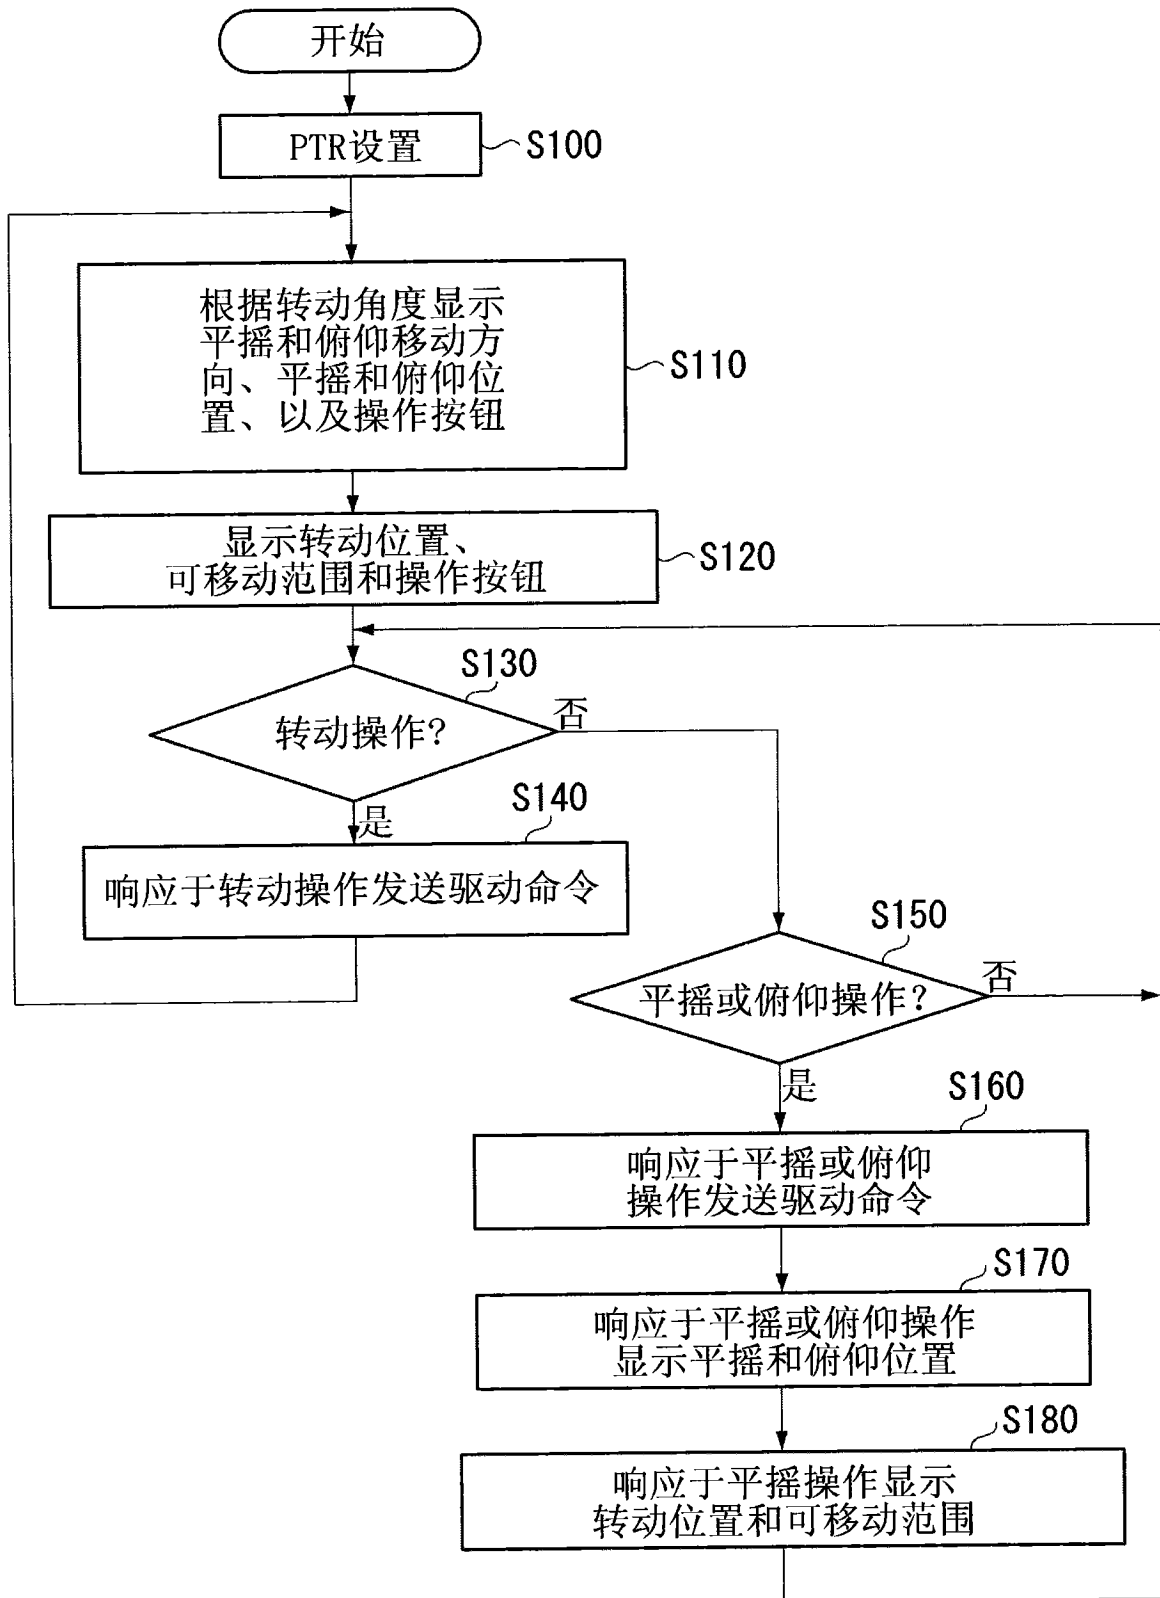 开始
PTR设置
S100
根据转动角度显示
平摇和俯仰移动方
向、平摇和俯仰位
置、以及操作按钮
S110
显示转动位置、
可移动范围和操作按钮
S120
S130
转动操作?
否
是
S140
响应于转动操作发送驱动命令
S150
平摇或俯仰操作?
否
是
S160
响应于平摇或俯仰
操作发送驱动命令
S170
响应于平摇或俯仰操作
显示平摇和俯仰位置
S180
响应于平摇操作显示
转动位置和可移动范围